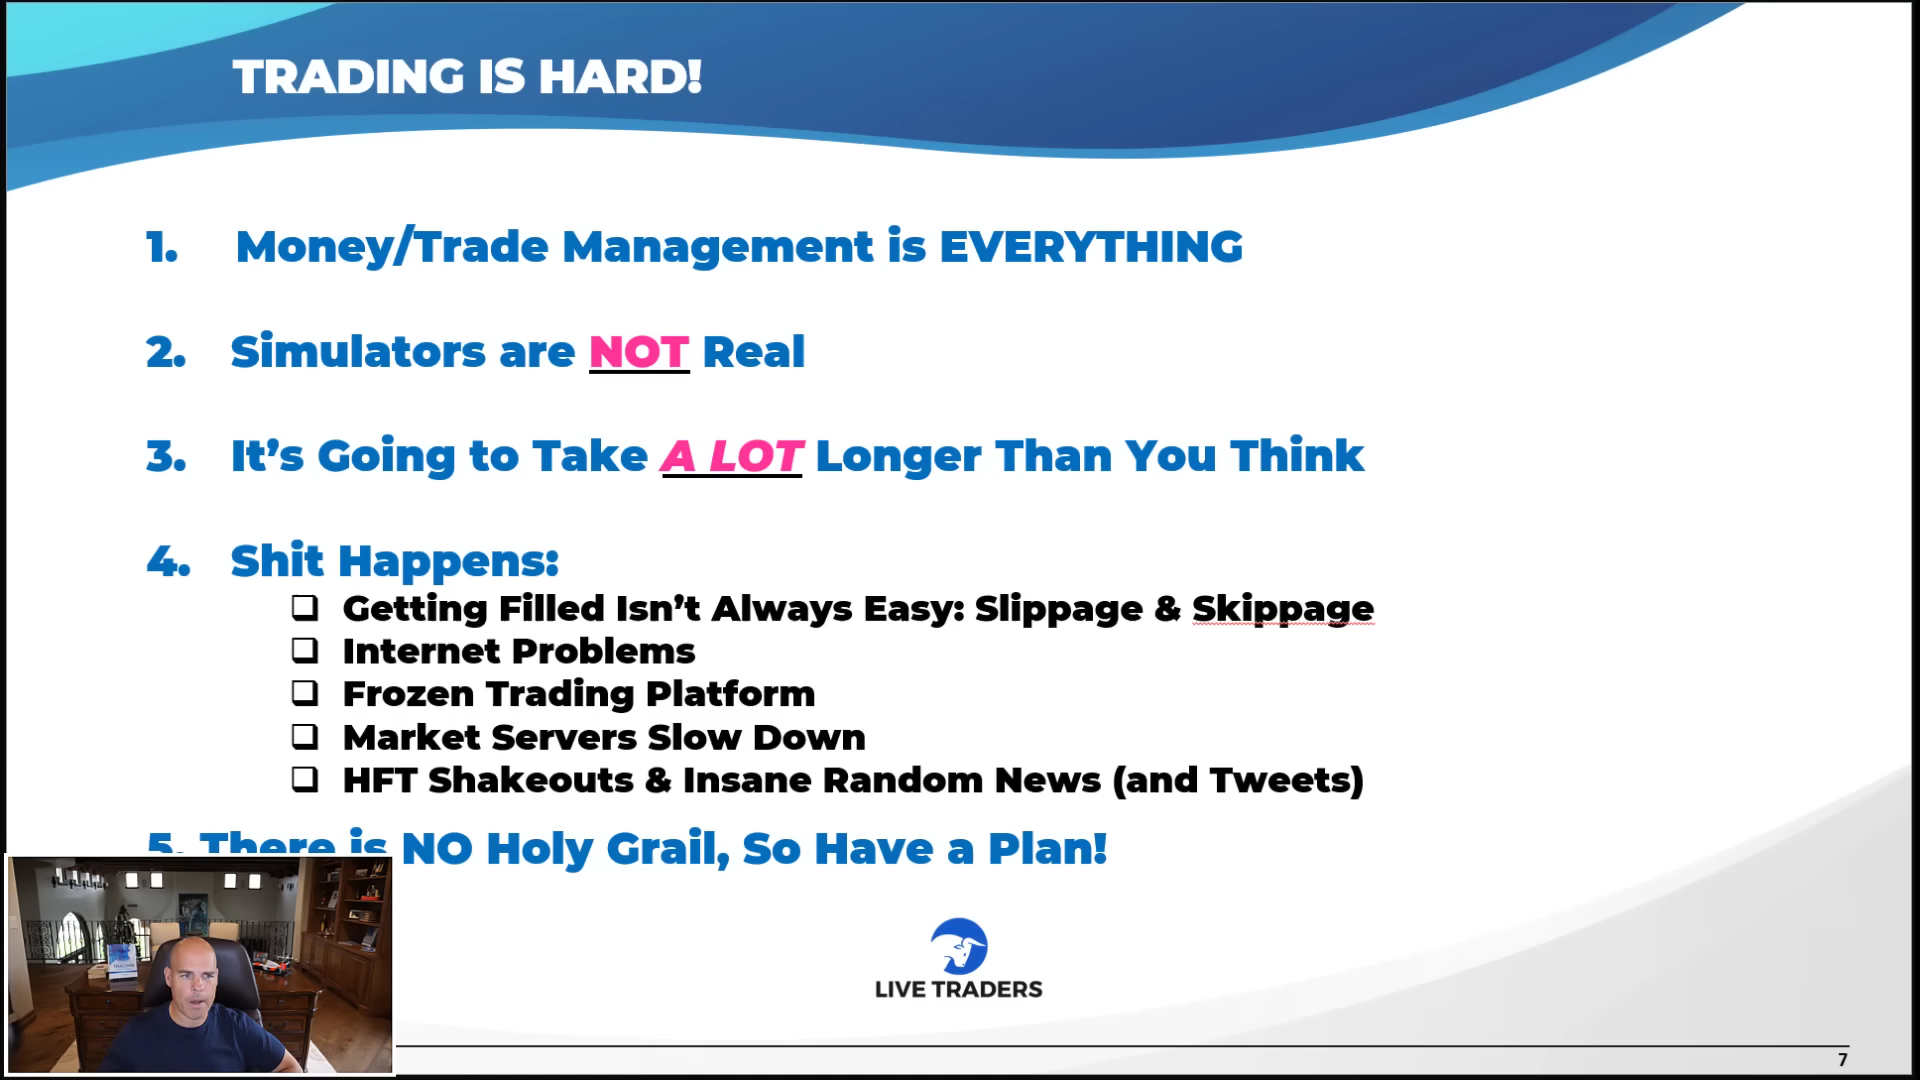 TRADING IS HARD!
1. Money/Trade Management is EVERYTHING
2. Simulators are NOT Real
3. It's Going to Take A LOT Longer Than You Think
4. Shit Happens:
❑ Getting Filled Isn't Always Easy: Slippage & Skippage
❑ Internet Problems
❑ Frozen Trading Platform
❑ Market Servers Slow Down
❑ HFT Shakeouts & Insane Random News (and Tweets)
5. There is NO Holy Grail, So Have a Plan!
LIVE TRADERS
7